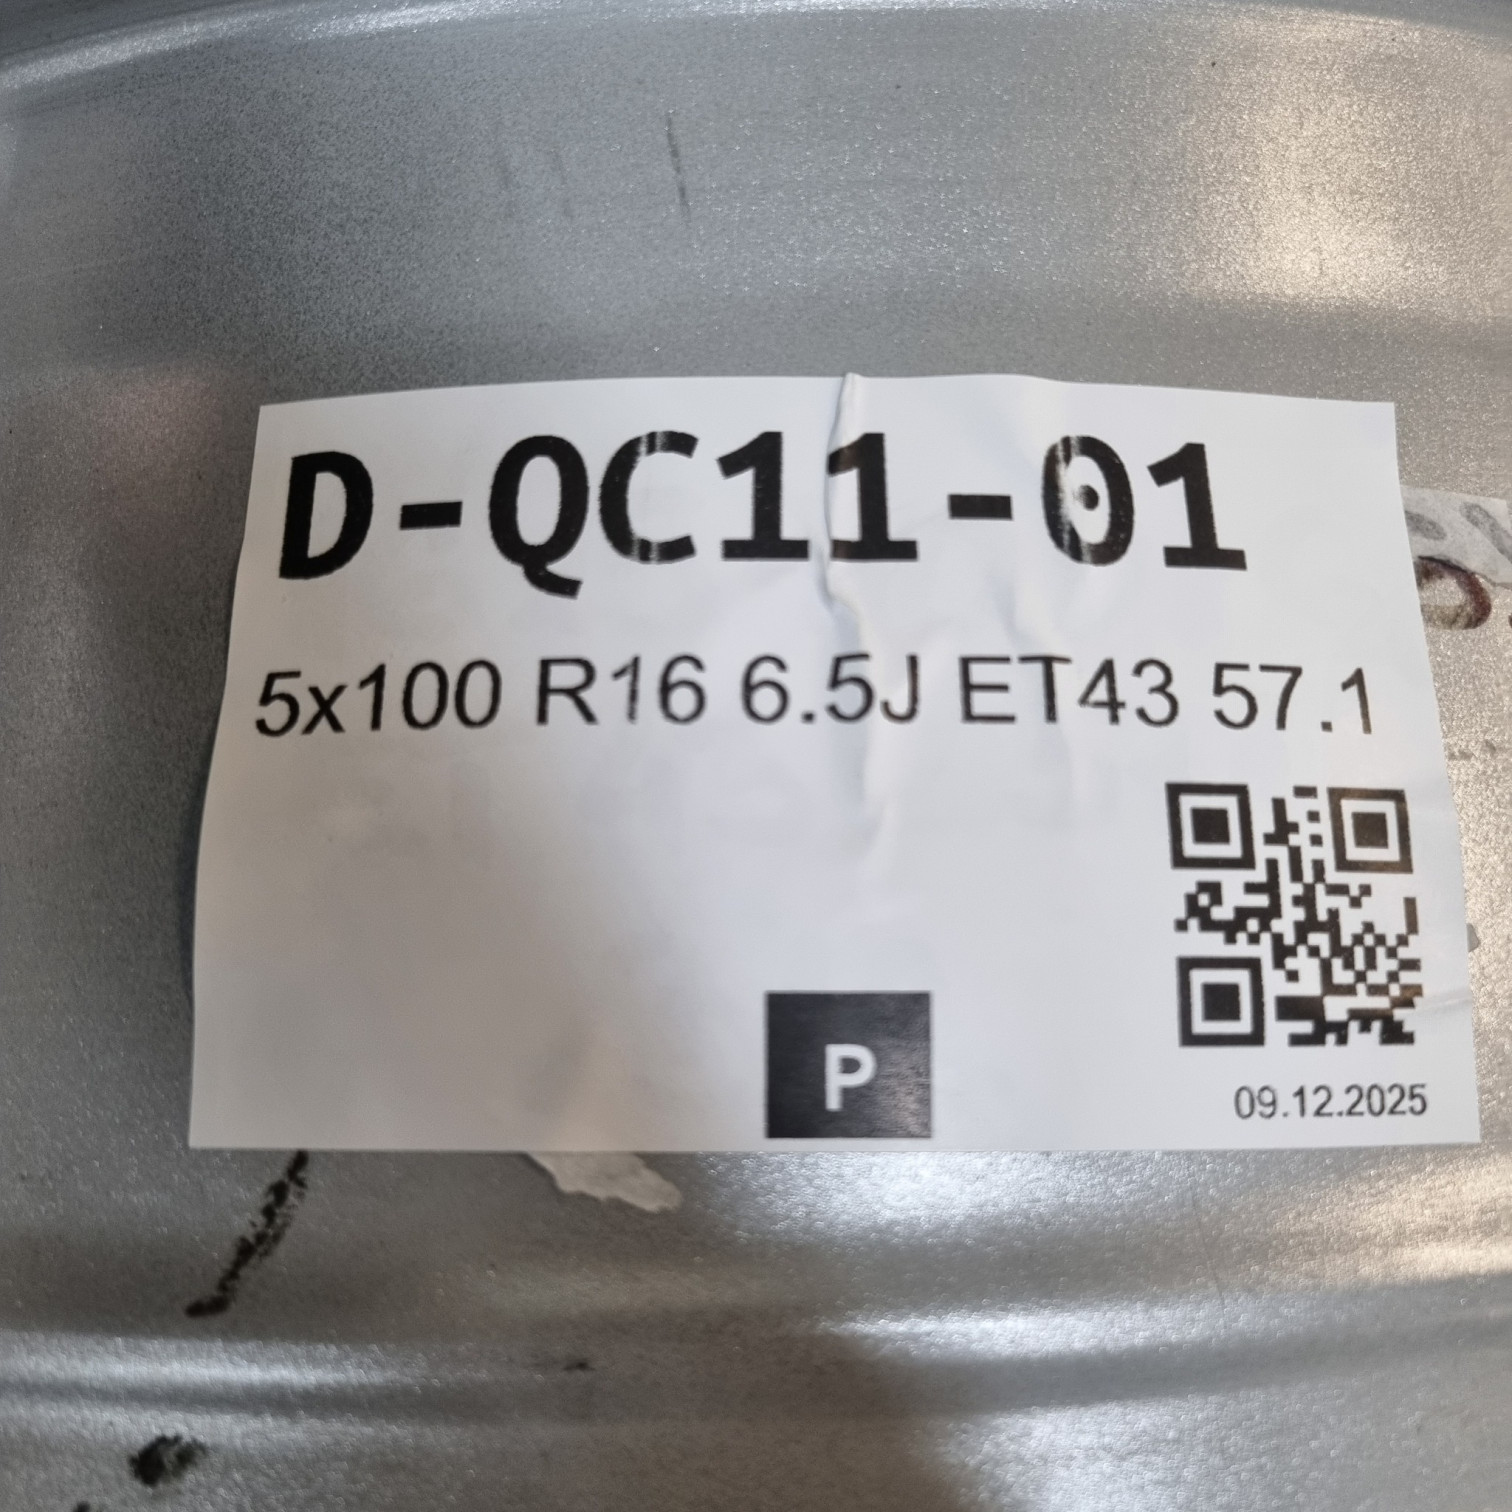 D-QC11-01
5x100 R16 6.5J ET43 57.1
P
09.12.2025